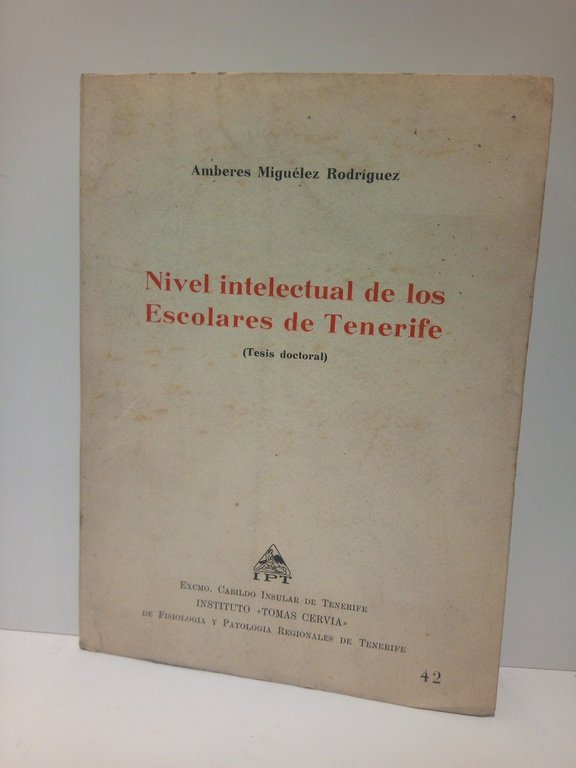 Amberes Miguélez Rodríguez
Nivel intelectual de los
Escolares de Tenerife
(Tesis doctoral)
IPT
Excmo. Cabildo Insular de Tenerife
INSTITUTO «TOMAS CERVIA»
de Fisiologia y Patologia Regionales de Tenerife
42